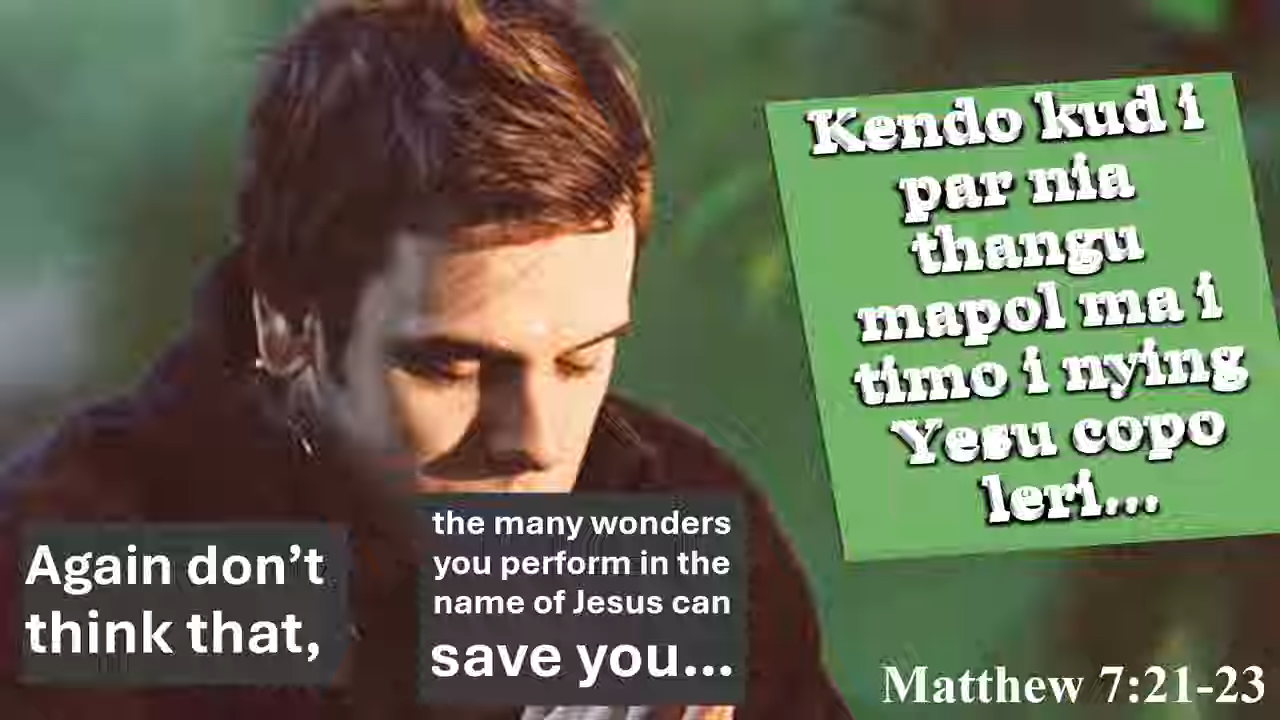 Kendo kud i
par nia
thangu
mapol ma i
timo i nying
Yesu copo
leri...
Again don’t
think that,
the many wonders
you perform in the
name of Jesus can
save you...
Matthew 7:21-23